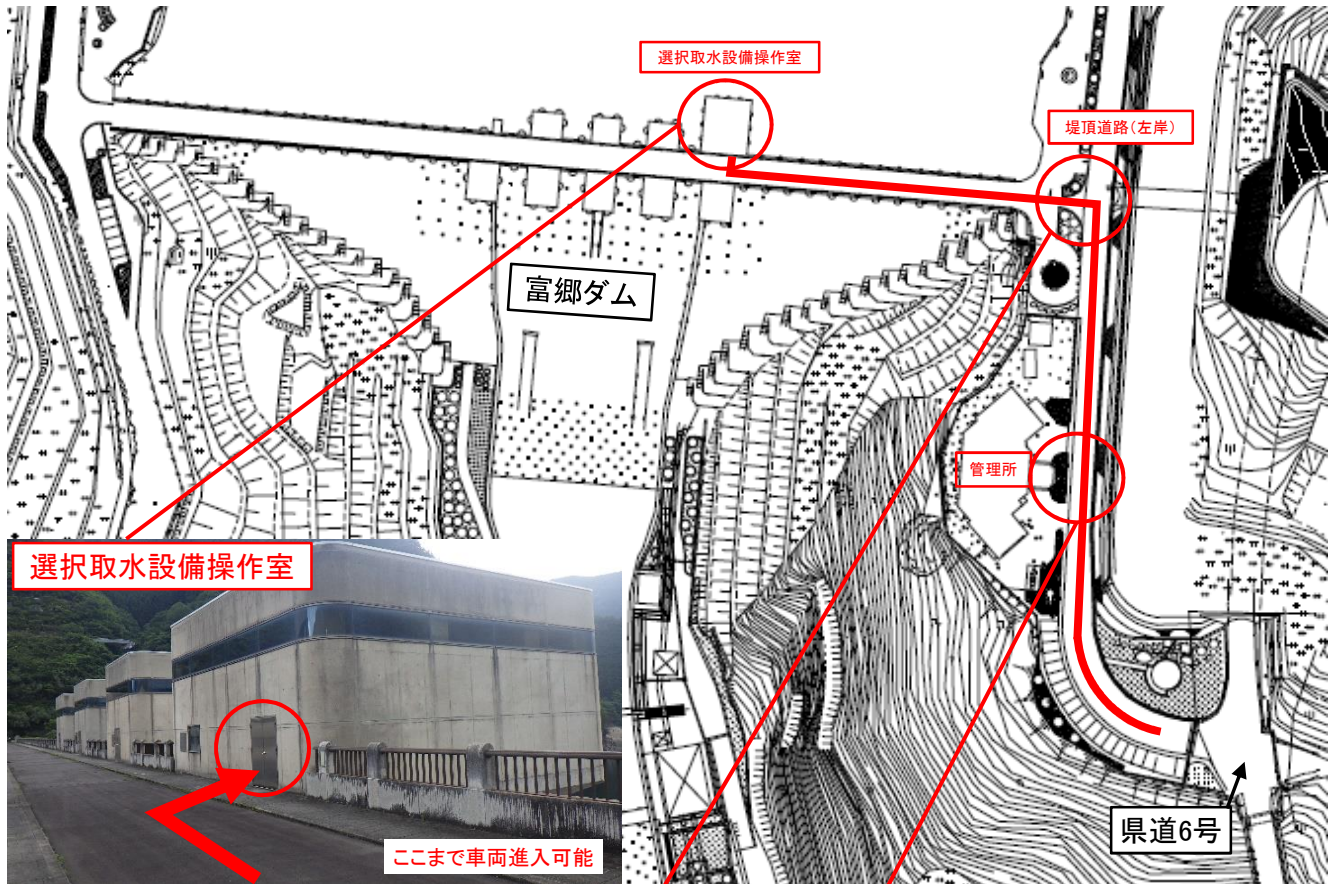 選択取水設備操作室
堤頂道路(左岸)
富郷ダム
管理所
選択取水設備操作室
ここまで車両進入可能
県道6号